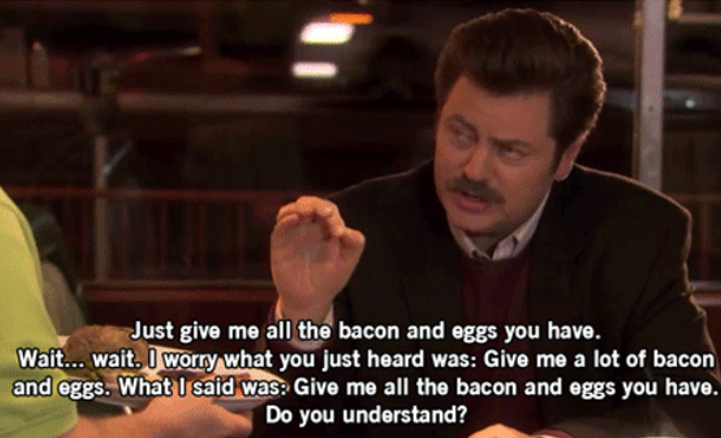 Just give me all the bacon and eggs you have.
Wait... wait. I worry what you just heard was: Give me a lot of bacon
and eggs. What I said was: Give me all the bacon and eggs you have.
Do you understand?